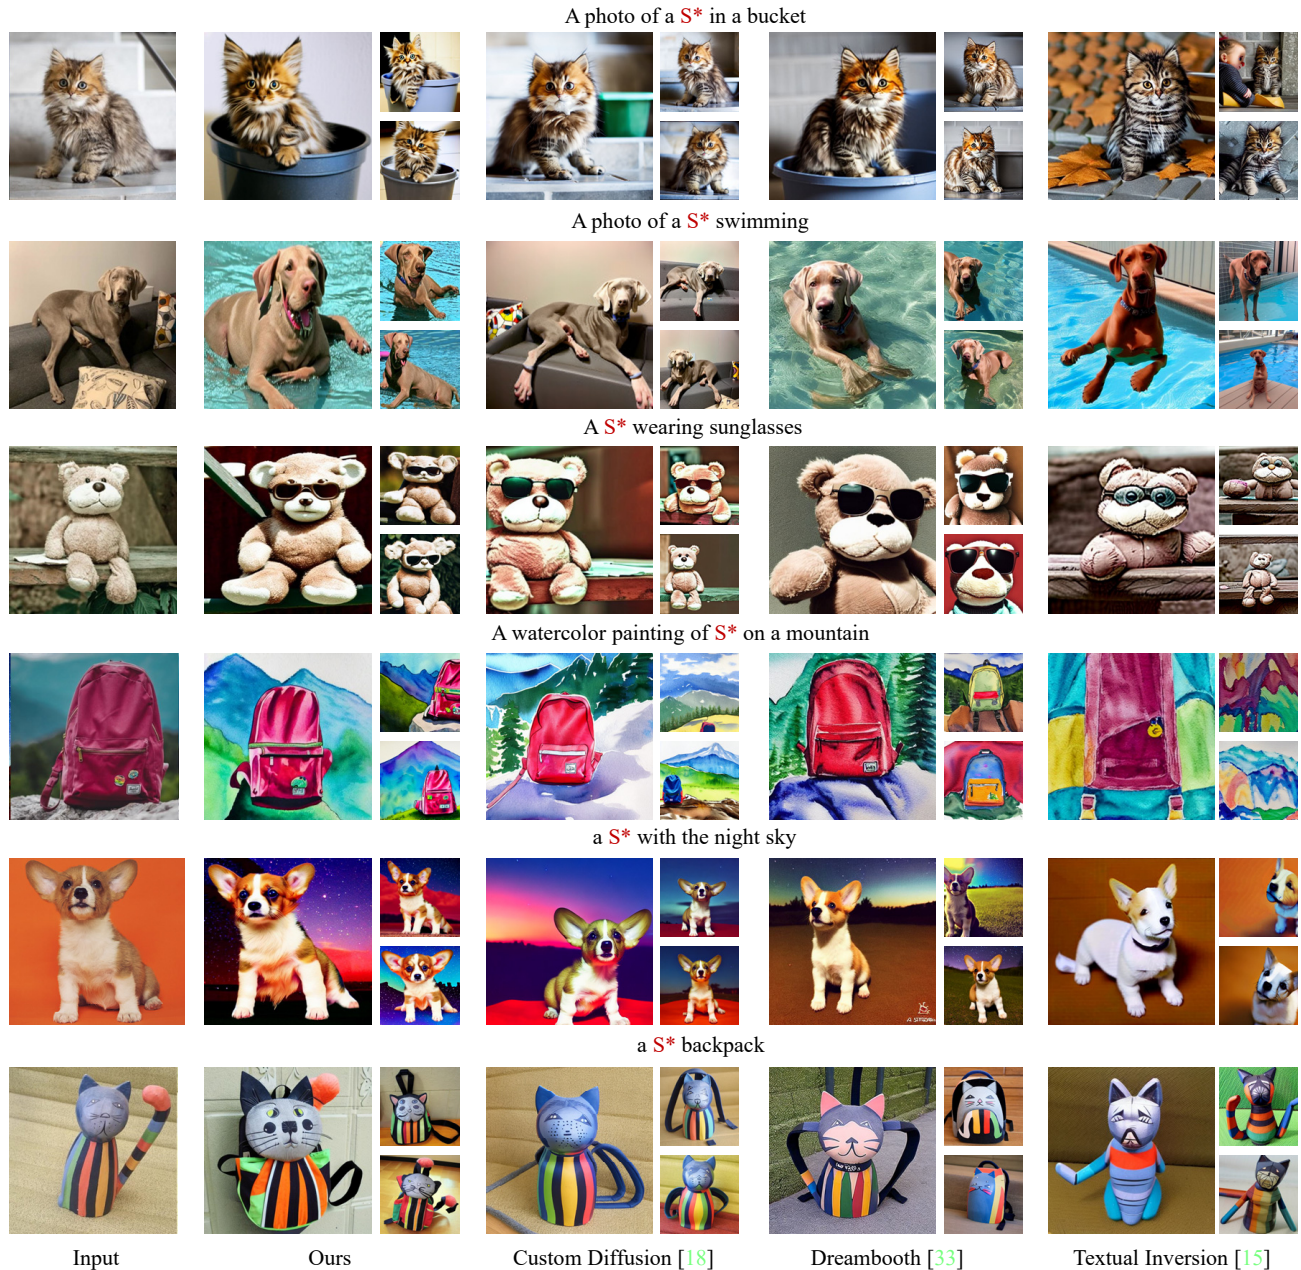 A photo of a S* in a bucket
A photo of a S* swimming
A S* wearing sunglasses
A watercolor painting of S* on a mountain
a S* with the night sky
a S* backpack
Input
Ours
Custom Diffusion [18]
Dreambooth [33]
Textual Inversion [15]